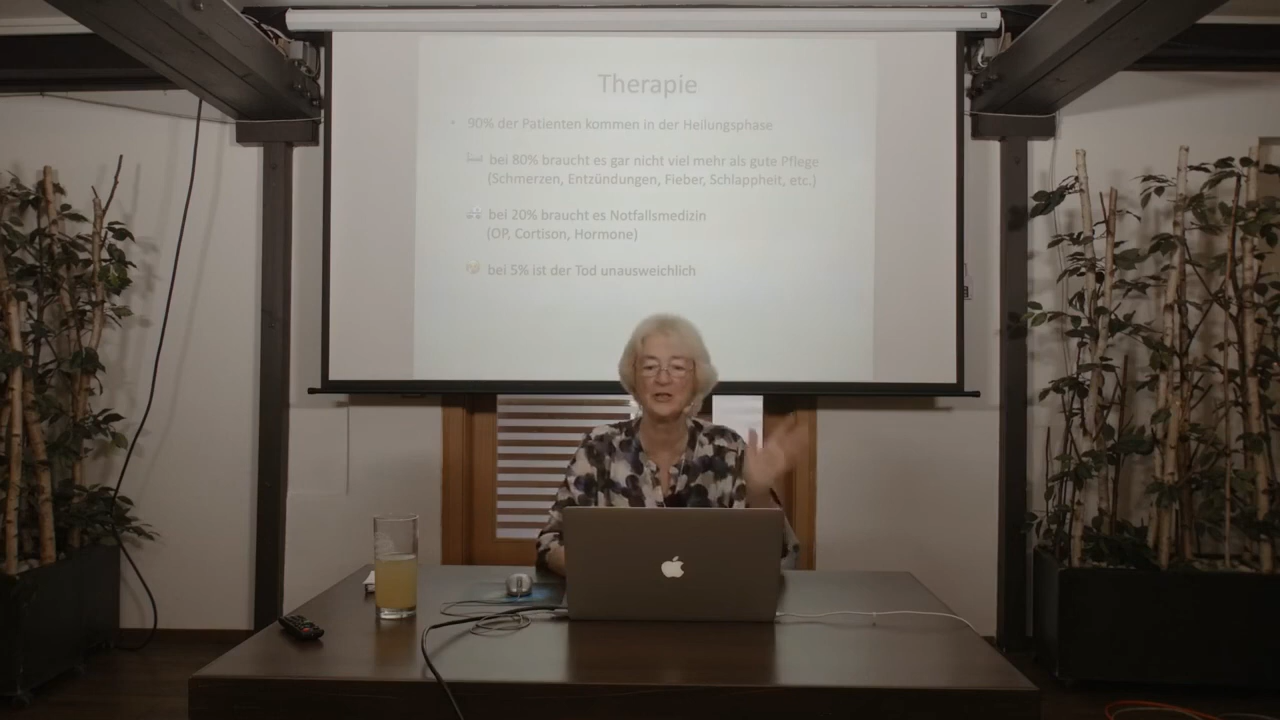 Therapie
• 90% der Patienten kommen in der Heilungsphase
bei 80% braucht es gar nicht viel mehr als gute Pflege
(Schmerzen, Entzündungen, Fieber, Schlappheit, etc.)
bei 20% braucht es Notfallsmedizin
(OP, Cortison, Hormone)
bei 5% ist der Tod unausweichlich